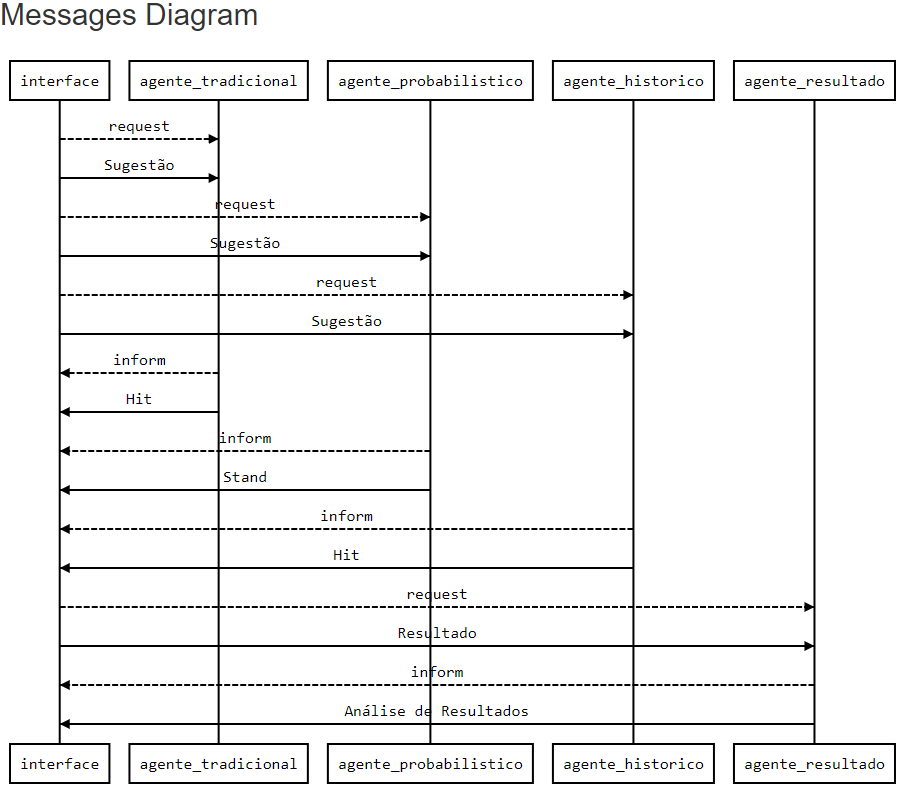 Messages Diagram
interface agente_tradicional agente_probabilistico agente_historico agente_resultado
request
Sugestão
request
Sugestão
request
Sugestão
inform
Hit
inform
Stand
inform
Hit
request
Resultado
inform
Análise de Resultados
interface agente_tradicional agente_probabilistico agente_historico agente_resultado